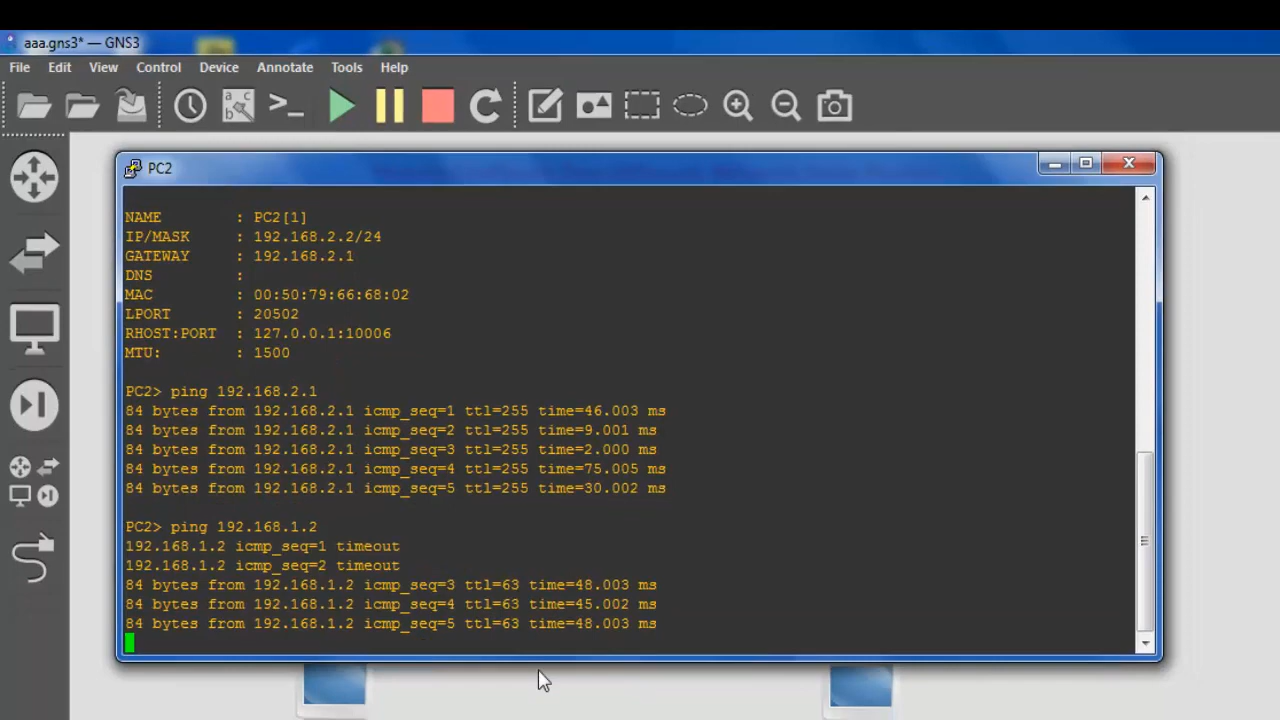 aaa.gns3* — GNS3
File Edit View Control Device Annotate Tools Help
PC2
NAME : PC2[1]
IP/MASK : 192.168.2.2/24
GATEWAY : 192.168.2.1
DNS :
MAC : 00:50:79:66:68:02
LPORT : 20502
RHOST:PORT : 127.0.0.1:10006
MTU: : 1500
PC2> ping 192.168.2.1
84 bytes from 192.168.2.1 icmp_seq=1 ttl=255 time=46.003 ms
84 bytes from 192.168.2.1 icmp_seq=2 ttl=255 time=9.001 ms
84 bytes from 192.168.2.1 icmp_seq=3 ttl=255 time=2.000 ms
84 bytes from 192.168.2.1 icmp_seq=4 ttl=255 time=75.005 ms
84 bytes from 192.168.2.1 icmp_seq=5 ttl=255 time=30.002 ms
PC2> ping 192.168.1.2
192.168.1.2 icmp_seq=1 timeout
192.168.1.2 icmp_seq=2 timeout
84 bytes from 192.168.1.2 icmp_seq=3 ttl=63 time=48.003 ms
84 bytes from 192.168.1.2 icmp_seq=4 ttl=63 time=45.002 ms
84 bytes from 192.168.1.2 icmp_seq=5 ttl=63 time=48.003 ms